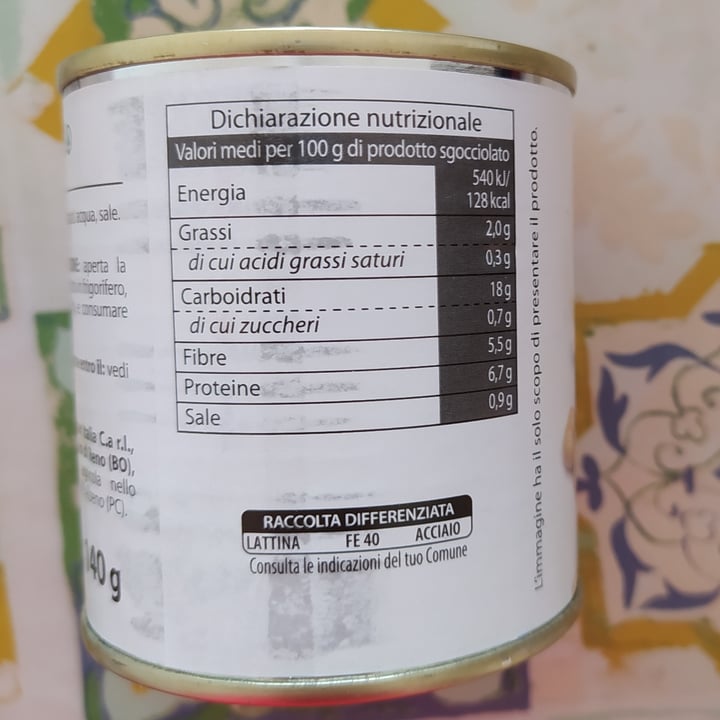 Dichiarazione nutrizionale
Valori medi per 100 g di prodotto sgocciolato
Energia 540 kJ/
128 kcal
Grassi 2,0 g
di cui acidi grassi saturi 0,3 g
Carboidrati 18 g
di cui zuccheri 0,7 g
Fibre 5,5 g
Proteine 6,7 g
Sale 0,9 g
RACCOLTA DIFFERENZIATA
LATTINA FE 40 ACCIAIO
Consulta le indicazioni del tuo Comune
L'immagine ha il solo scopo di presentare il prodotto.
acqua, sale.
aperta la
consumare
vedi
C.a r.l.,
(BO),
nello
(PC).
140 g